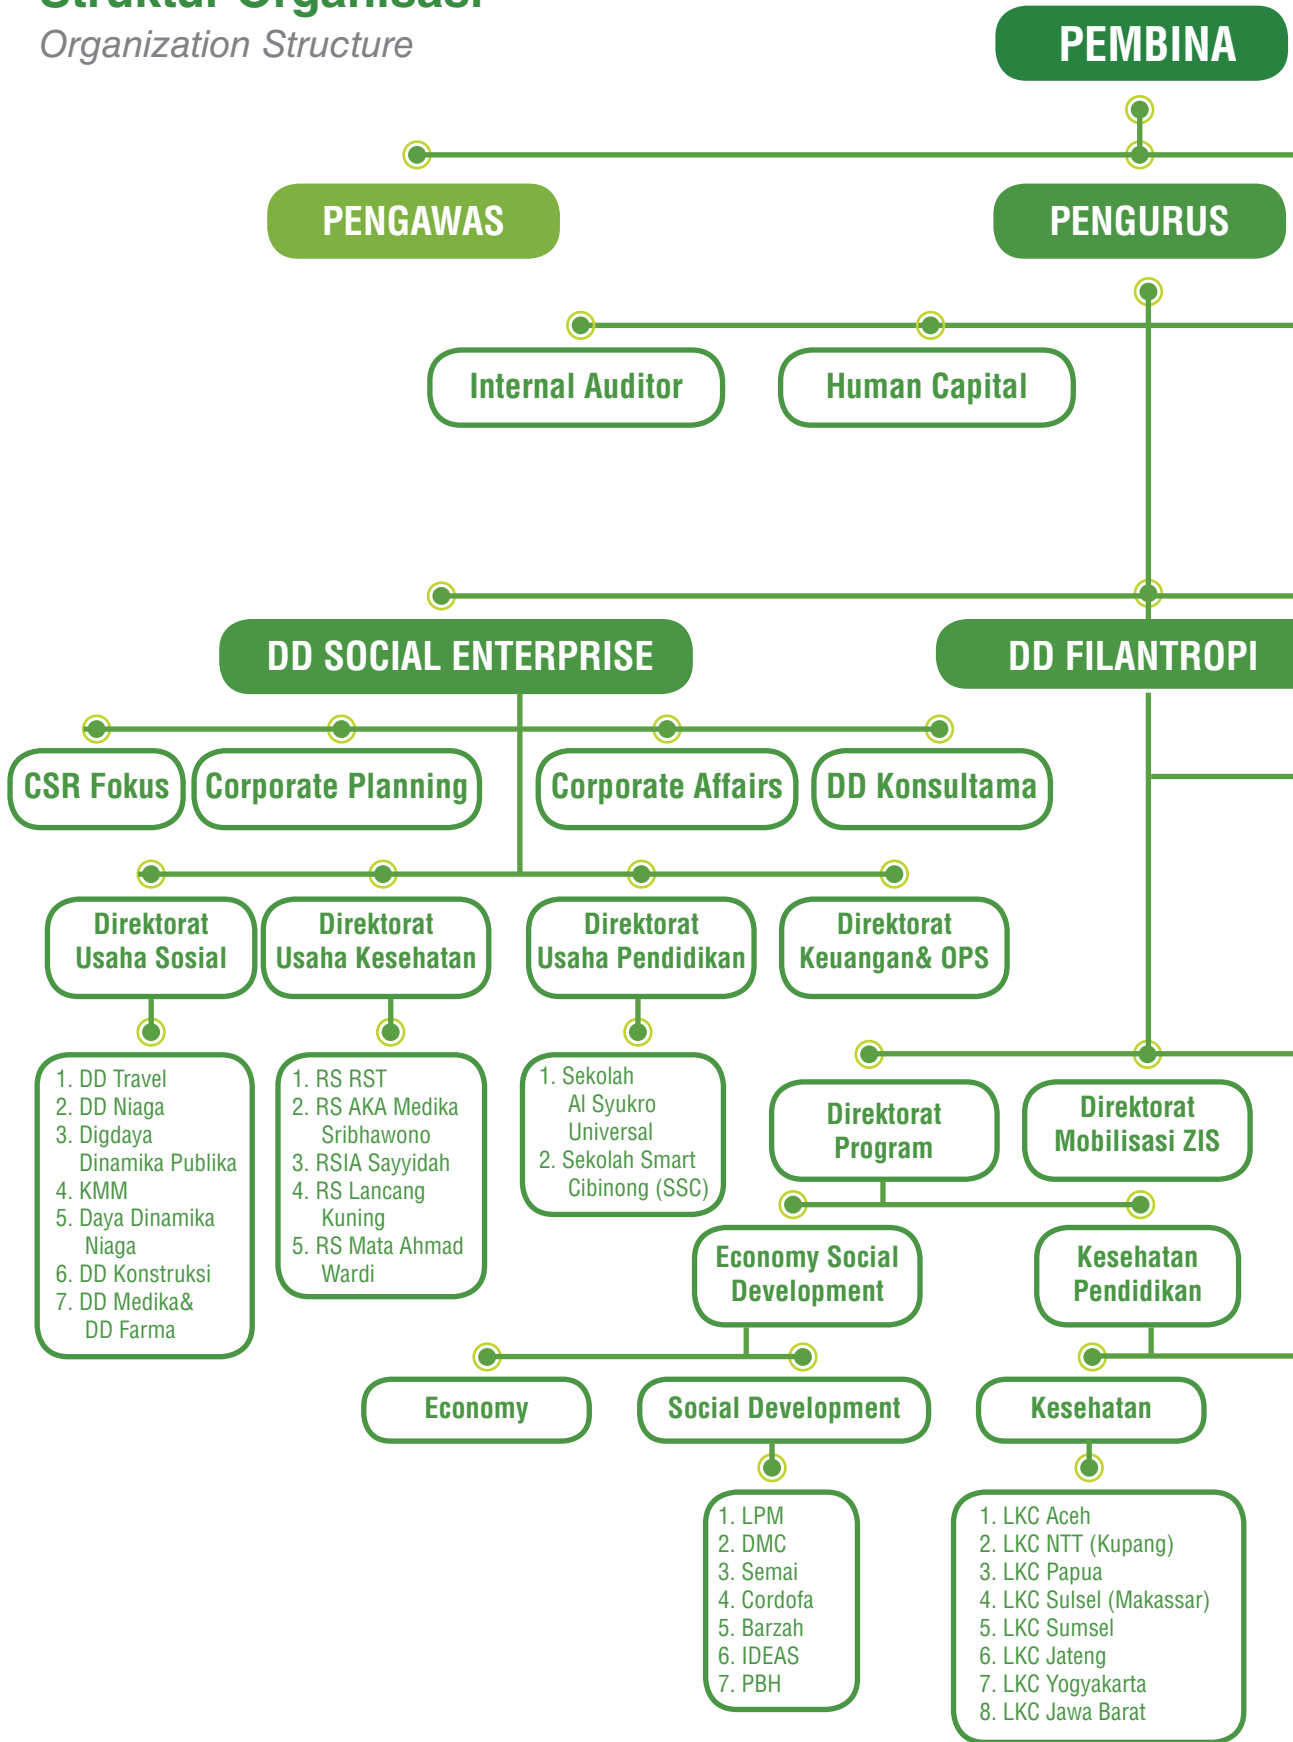 Struktur Organisasi
Organization Structure
PEMBINA
PENGAWAS
PENGURUS
Internal Auditor
Human Capital
DD SOCIAL ENTERPRISE
DD FILANTROPI
CSR Fokus
Corporate Planning
Corporate Affairs
DD Konsultama
Direktorat
Usaha Sosial
Direktorat
Usaha Kesehatan
Direktorat
Usaha Pendidikan
Direktorat
Keuangan& OPS
1. DD Travel
2. DD Niaga
3. Digdaya
Dinamika Publika
4. KMM
5. Daya Dinamika
Niaga
6. DD Konstruksi
7. DD Medika&
DD Farma
1. RS RST
2. RS AKA Medika
Sribhawono
3. RSIA Sayyidah
4. RS Lancang
Kuning
5. RS Mata Ahmad
Wardi
1. Sekolah
Al Syukro
Universal
2. Sekolah Smart
Cibinong (SSC)
Direktorat
Program
Direktorat
Mobilisasi ZIS
Economy Social
Development
Kesehatan
Pendidikan
Economy
Social Development
Kesehatan
1. LPM
2. DMC
3. Semai
4. Cordofa
5. Barzah
6. IDEAS
7. PBH
1. LKC Aceh
2. LKC NTT (Kupang)
3. LKC Papua
4. LKC Sulsel (Makassar)
5. LKC Sumsel
6. LKC Jateng
7. LKC Yogyakarta
8. LKC Jawa Barat